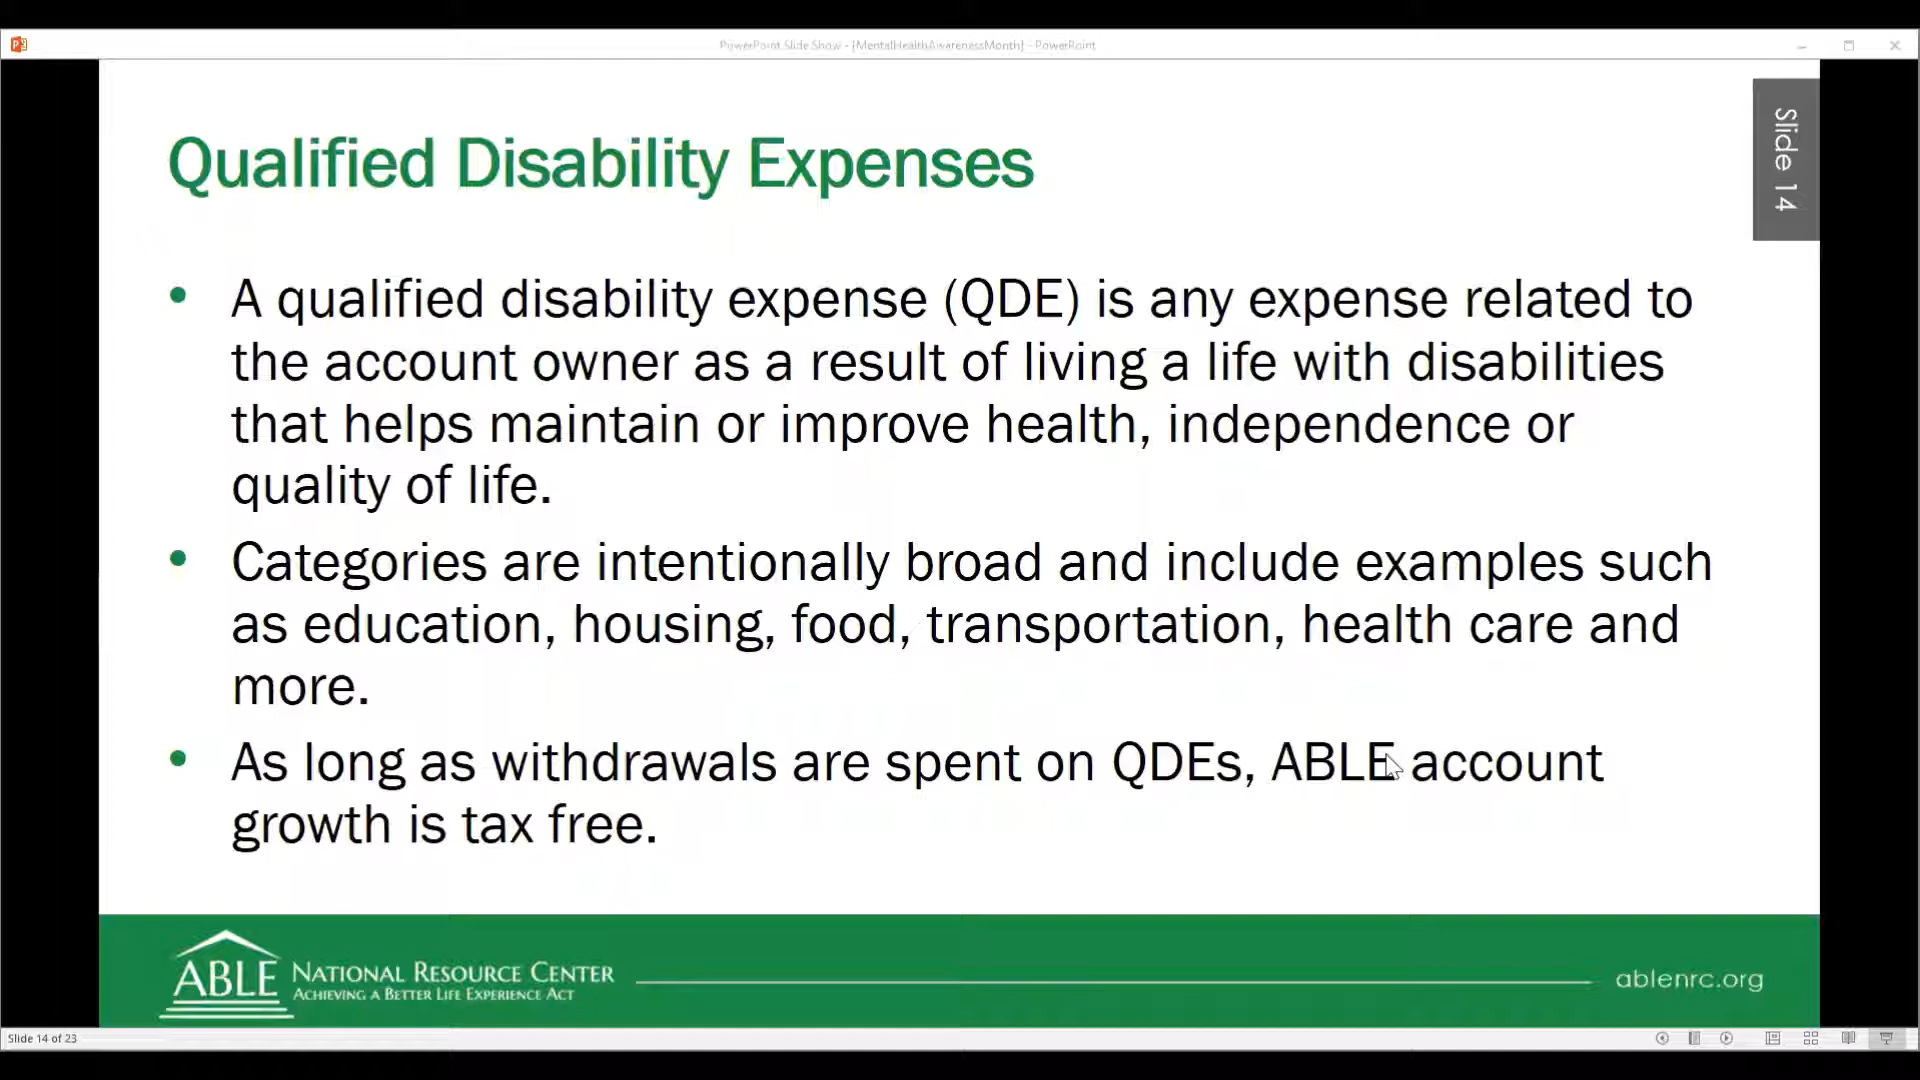 PowerPoint Slide Show - [MentalHealthAwarenessMonth] - PowerPoint
Slide 14
Qualified Disability Expenses
• A qualified disability expense (QDE) is any expense related to
the account owner as a result of living a life with disabilities
that helps maintain or improve health, independence or
quality of life.
• Categories are intentionally broad and include examples such
as education, housing, food, transportation, health care and
more.
• As long as withdrawals are spent on QDEs, ABLE account
growth is tax free.
ABLE NATIONAL RESOURCE CENTER
ACHIEVING A BETTER LIFE EXPERIENCE ACT
ablenrc.org
Slide 14 of 23